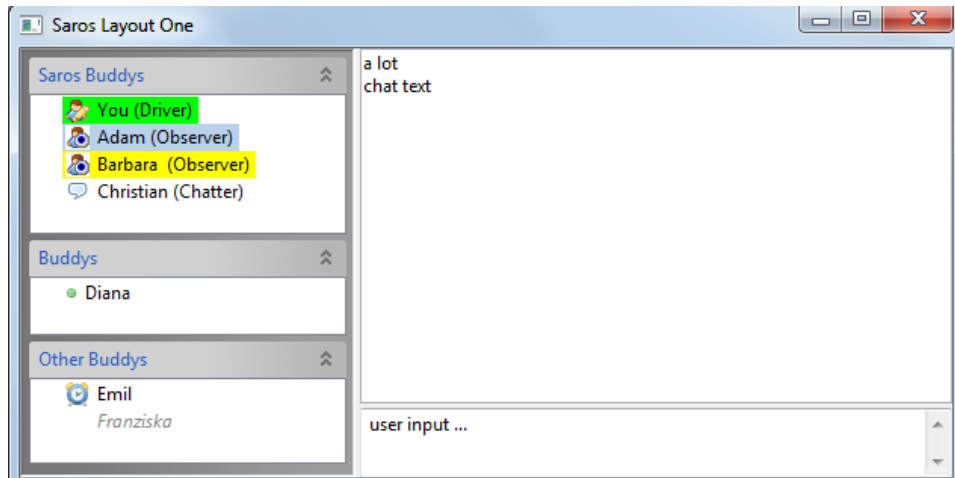 Saros Layout One
Saros Buddys
You (Driver)
Adam (Observer)
Barbara (Observer)
Christian (Chatter)
Buddys
Diana
Other Buddys
Emil
Franziska
a lot
chat text
user input ...